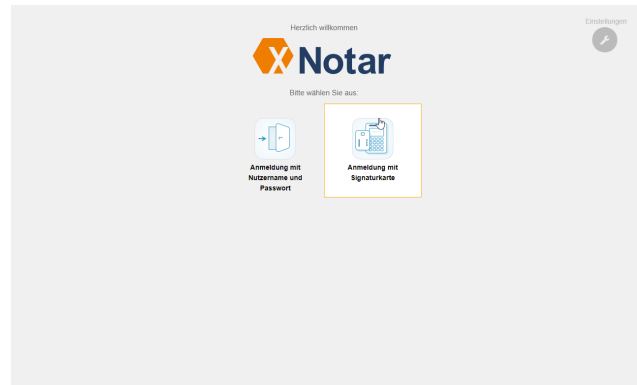 Einstellungen
Herzlich willkommen
XNotar
Bitte wählen Sie aus:
Anmeldung mit
Nutzername und
Passwort
Anmeldung mit
Signaturkarte